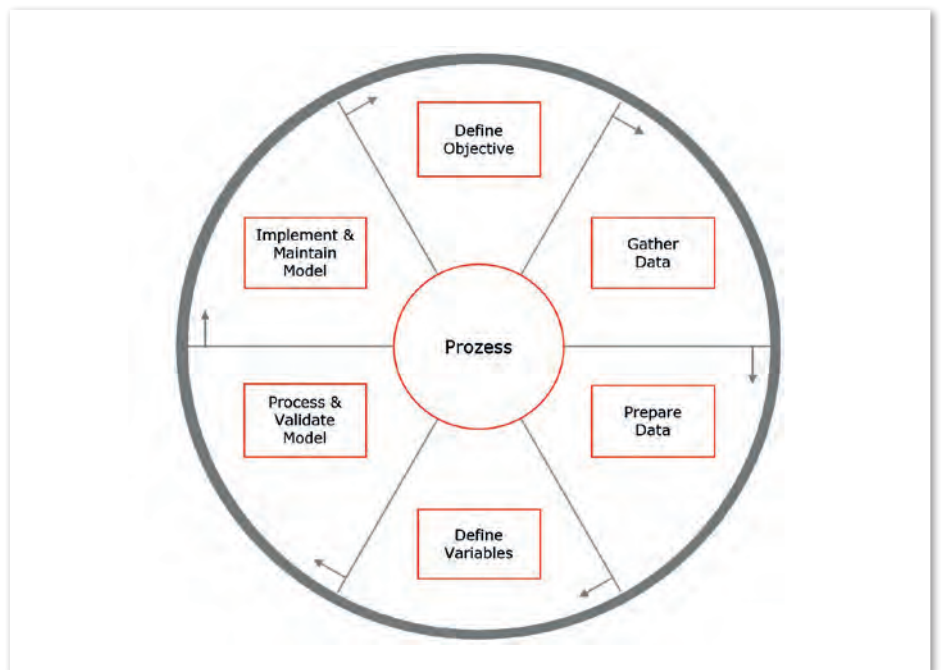 Define
Objective
Gather
Data
Prepare
Data
Define
Variables
Process &
Validate
Model
Implement &
Maintain
Model
Prozess